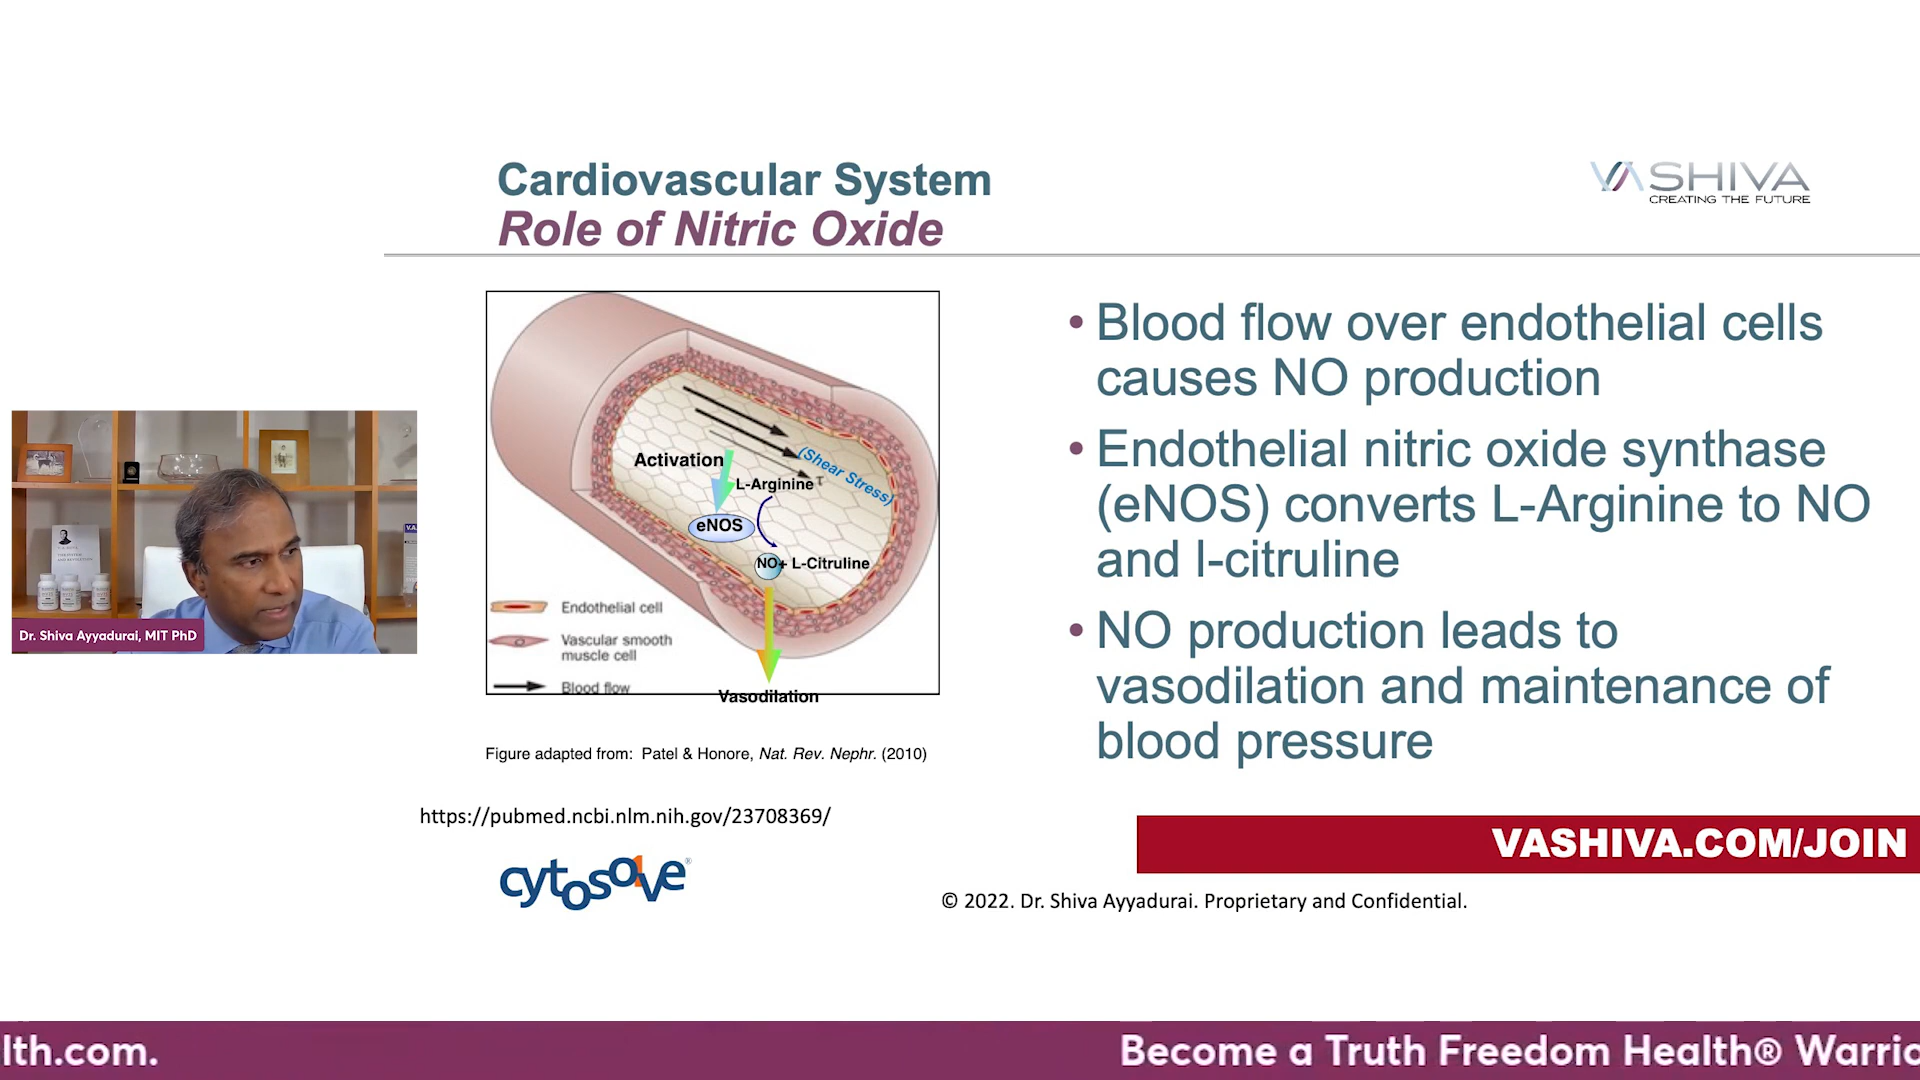 Cardiovascular System
Role of Nitric Oxide
VASHIVA
CREATING THE FUTURE
Activation
(Shear Stress)
L-Arginine
eNOS
NO+ L-Citruline
Endothelial cell
Vascular smooth
muscle cell
Blood flow
Vasodilation
Figure adapted from: Patel & Honore, Nat. Rev. Nephr. (2010)
https://pubmed.ncbi.nlm.nih.gov/23708369/
cytosolve®
• Blood flow over endothelial cells
causes NO production
• Endothelial nitric oxide synthase
(eNOS) converts L-Arginine to NO
and l-citruline
• NO production leads to
vasodilation and maintenance of
blood pressure
Dr. Shiva Ayyadurai, MIT PhD
VASHIVA.COM/JOIN
© 2022. Dr. Shiva Ayyadurai. Proprietary and Confidential.
lth.com.
Become a Truth Freedom Health® Warrio